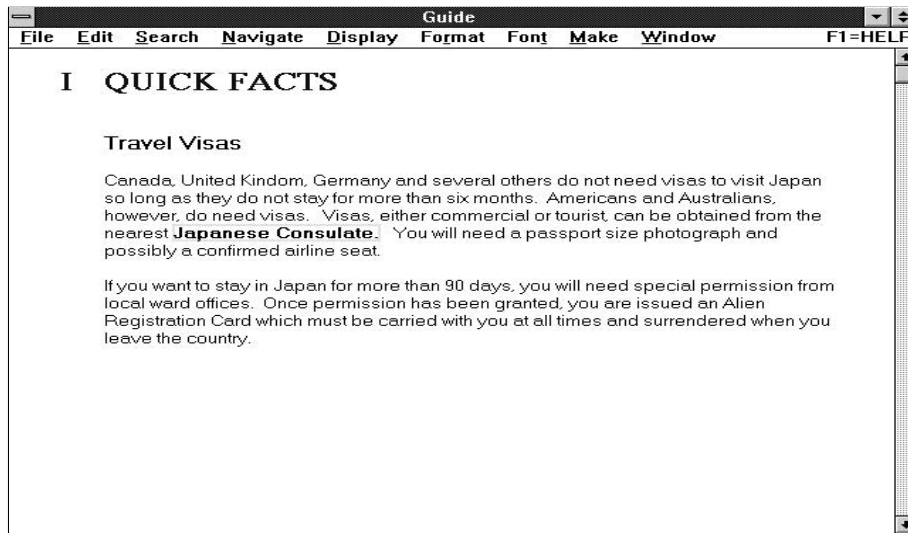 Guide
File Edit Search Navigate Display Format Font Make Window F1=HELP
I QUICK FACTS
Travel Visas
Canada, United Kindom, Germany and several others do not need visas to visit Japan
so long as they do not stay for more than six months. Americans and Australians,
however, do need visas. Visas, either commercial or tourist, can be obtained from the
nearest Japanese Consulate. You will need a passport size photograph and
possibly a confirmed airline seat.
If you want to stay in Japan for more than 90 days, you will need special permission from
local ward offices. Once permission has been granted, you are issued an Alien
Registration Card which must be carried with you at all times and surrendered when you
leave the country.